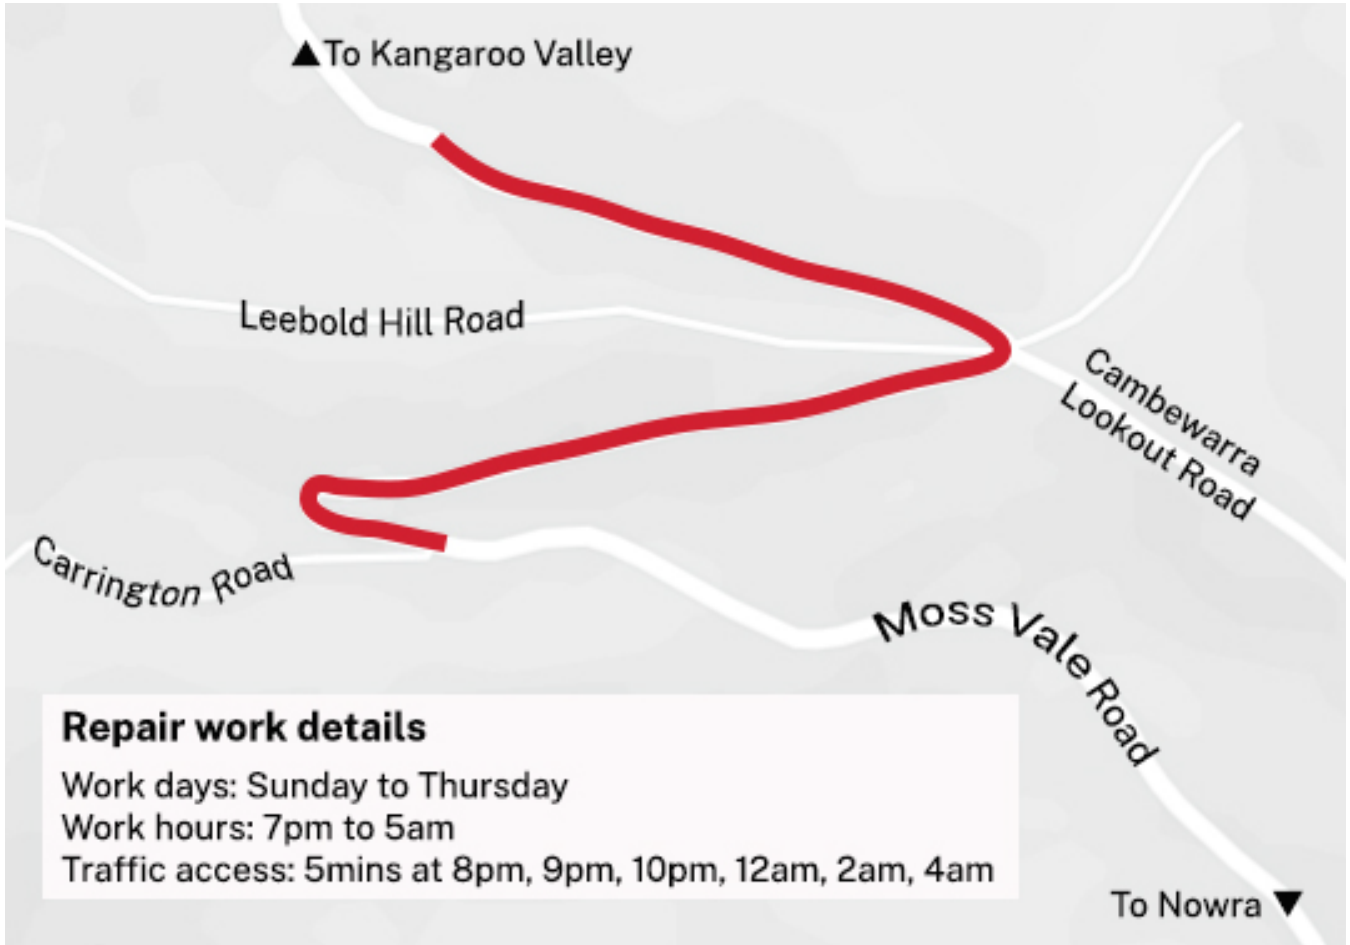 To Kangaroo Valley
Leebold Hill Road
Cambewarra
Lookout Road
Carrington Road
Moss Vale Road
Repair work details
Work days: Sunday to Thursday
Work hours: 7pm to 5am
Traffic access: 5mins at 8pm, 9pm, 10pm, 12am, 2am, 4am
To Nowra